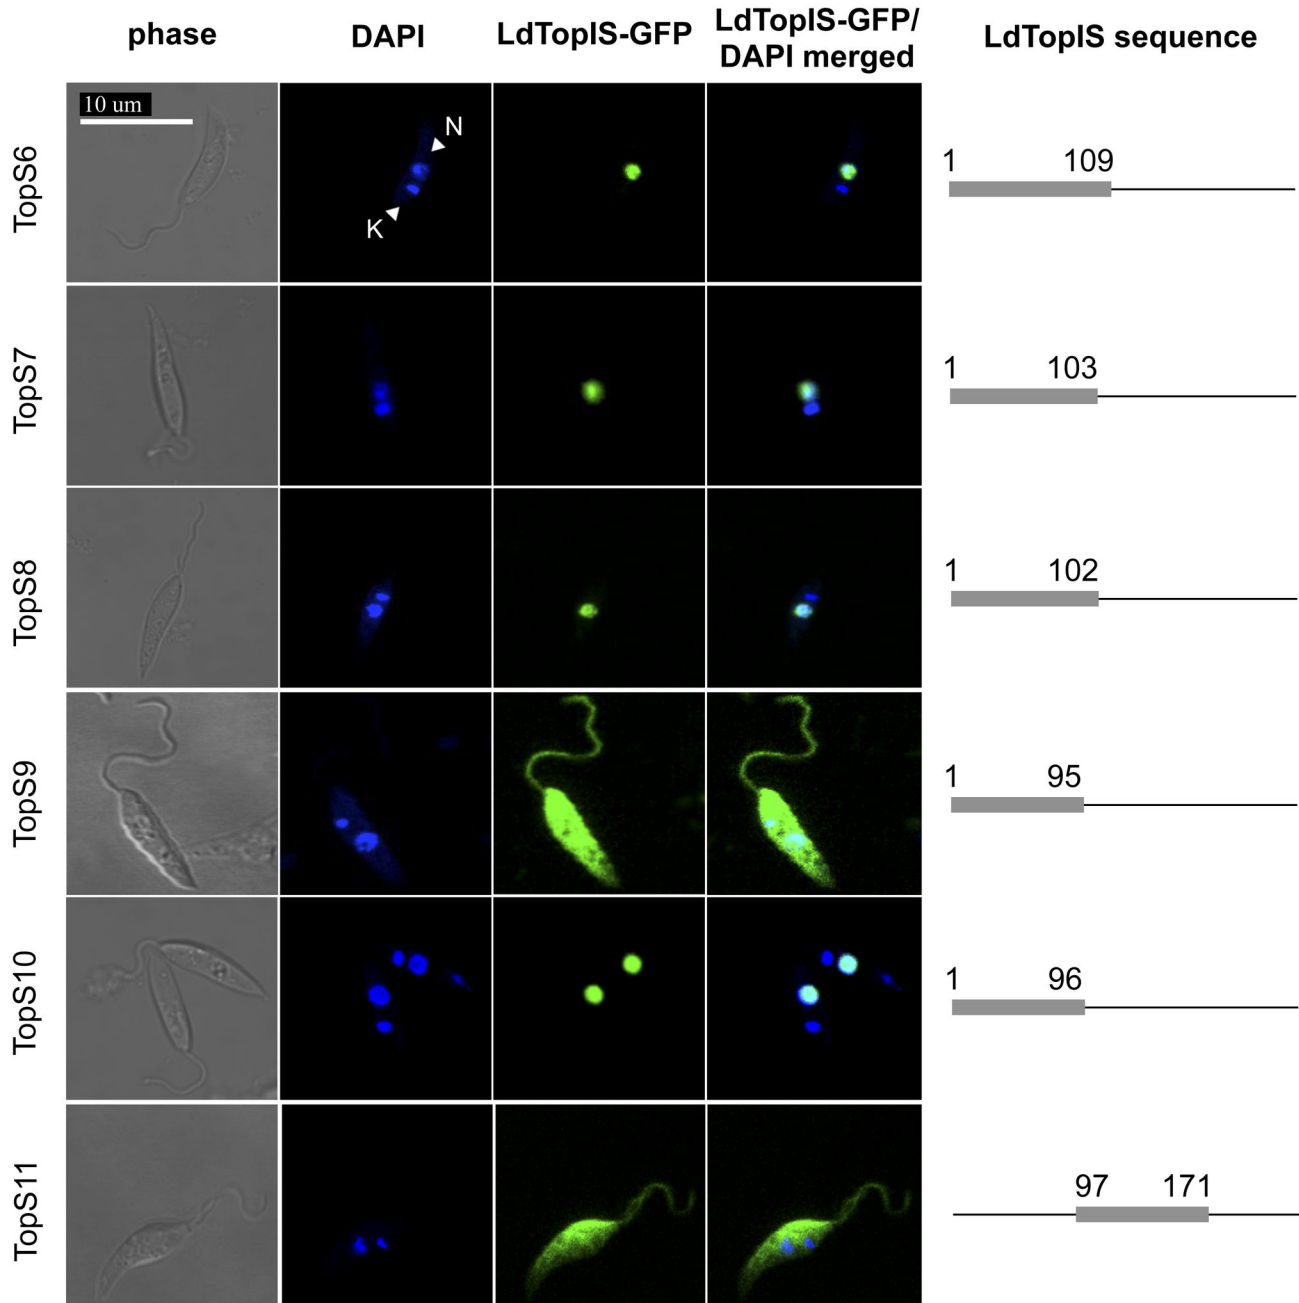 phase
DAPI
LdTopIS-GFP
LdTopIS-GFP/
DAPI merged
LdTopIS sequence
10 um
TopS6
N
K
1 109
TopS7
1 103
TopS8
1 102
TopS9
1 95
TopS10
1 96
TopS11
97 171